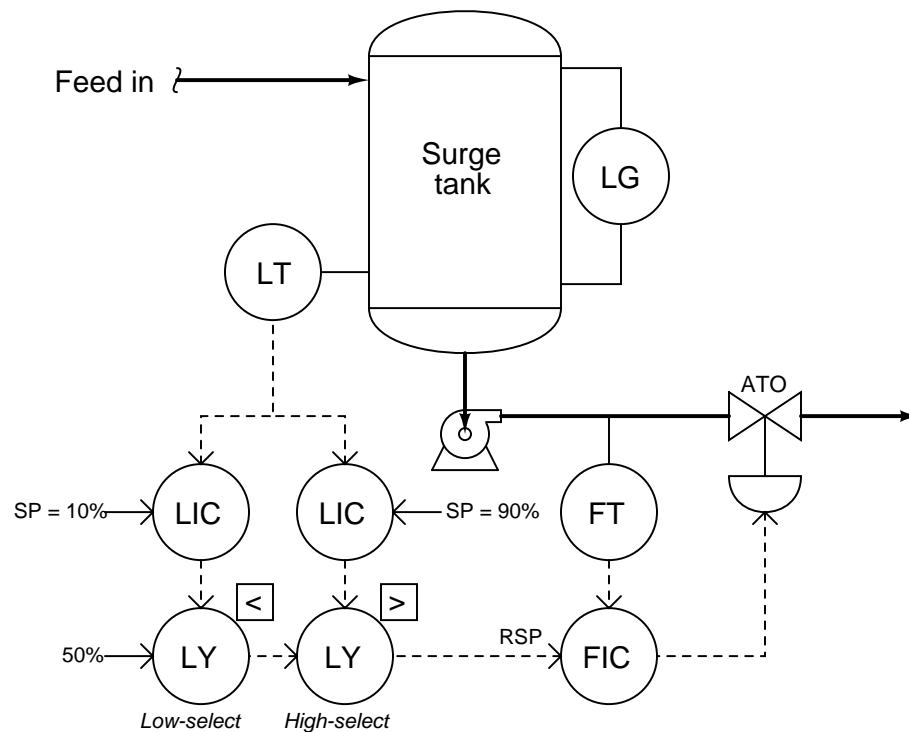 Feed in
Surge
tank
LG
LT
ATO
SP = 10%
LIC
LIC
SP = 90%
FT
<
>
50%
LY
LY
RSP
FIC
Low-select
High-select